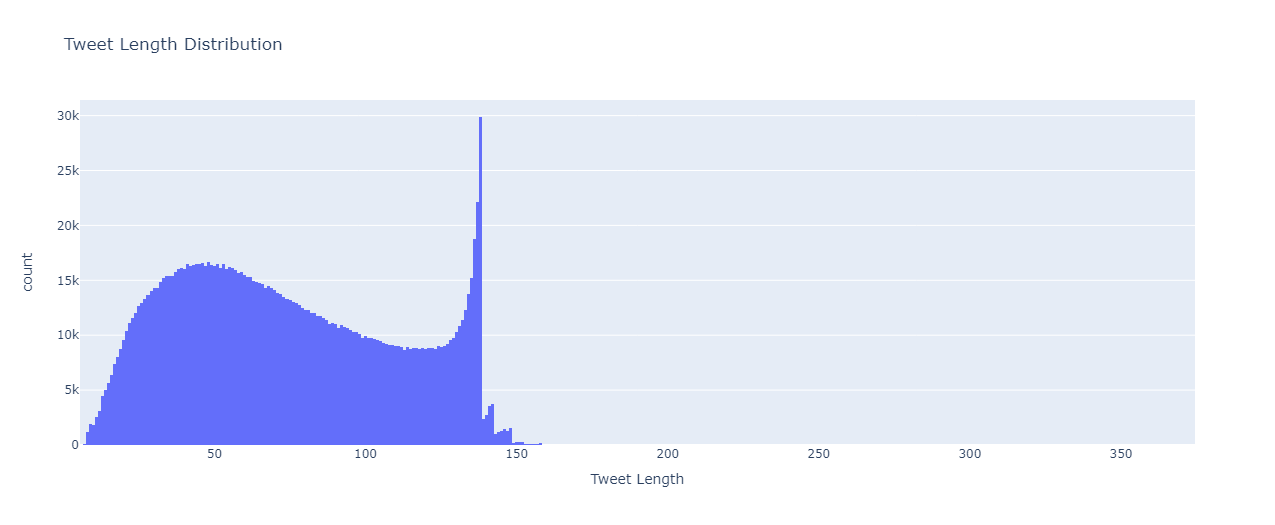 Tweet Length Distribution
30k
25k
20k
15k
10k
5k
0
count
50 100 150 200 250 300 350
Tweet Length